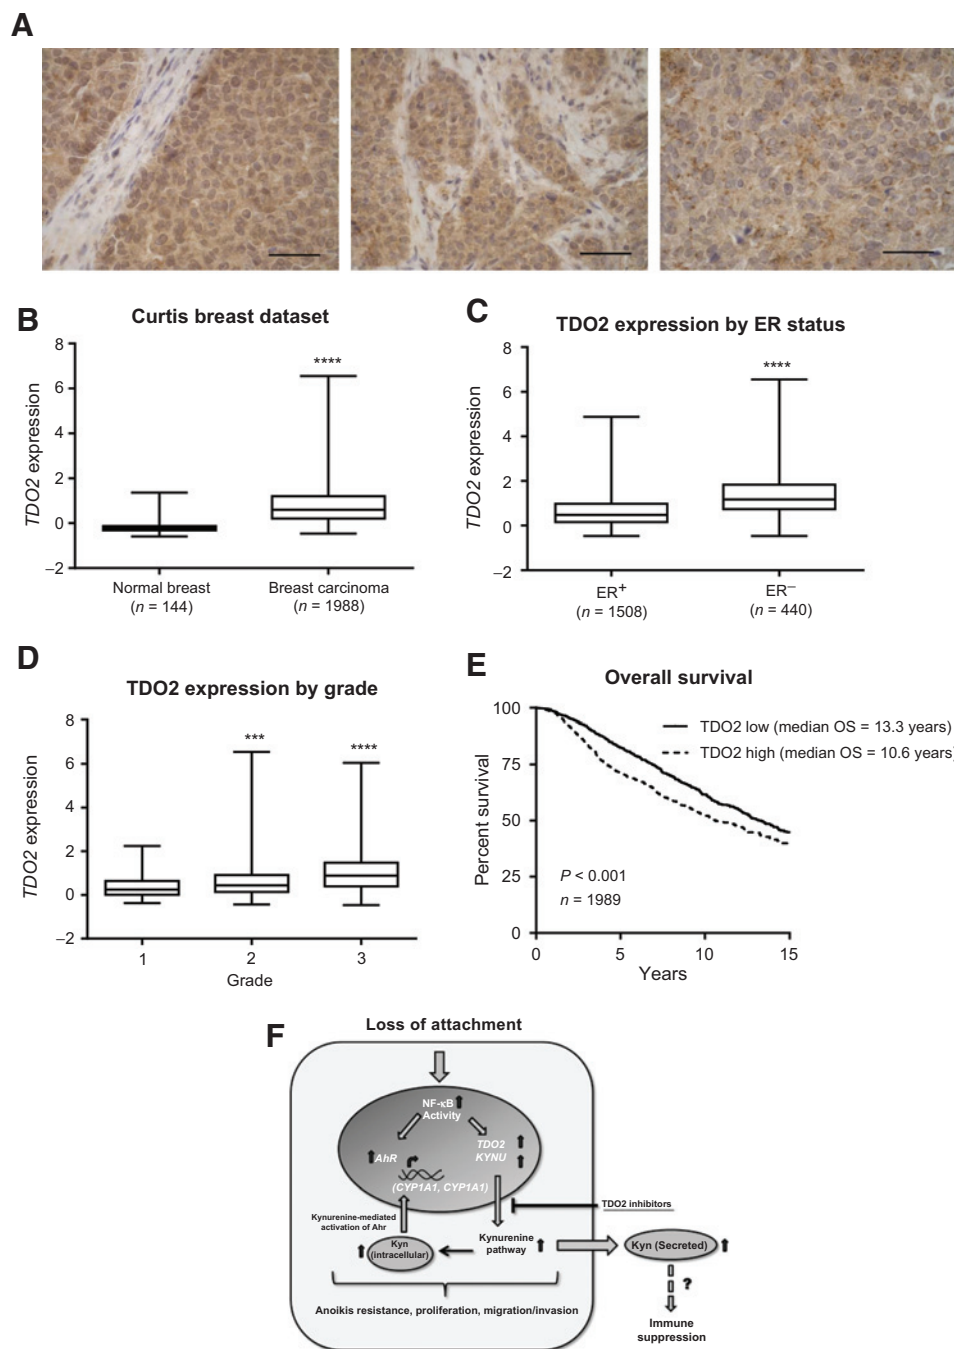 A
B
Curtis breast dataset
TDO2 expression
8
6
4
2
0
–2
****
Normal breast
(n = 144)
Breast carcinoma
(n = 1988)
C
TDO2 expression by ER status
TDO2 expression
8
6
4
2
0
–2
****
ER+
(n = 1508)
ER–
(n = 440)
D
TDO2 expression by grade
TDO2 expression
8
6
4
2
0
–2
***
****
1
2
3
Grade
E
Overall survival
Percent survival
100
75
50
25
0
TDO2 low (median OS = 13.3 years)
TDO2 high (median OS = 10.6 years)
P < 0.001
n = 1989
0
5
10
15
Years
F
Loss of attachment
NF-κB
Activity
AhR
TDO2
KYNU
(CYP1A1, CYP1A1)
TDO2 inhibitors
Kynurenine-mediated
activation of Ahr
Kyn
(intracellular)
Kynurenine
pathway
Kyn (Secreted)
?
Anoikis resistance, proliferation, migration/invasion
Immune
suppression